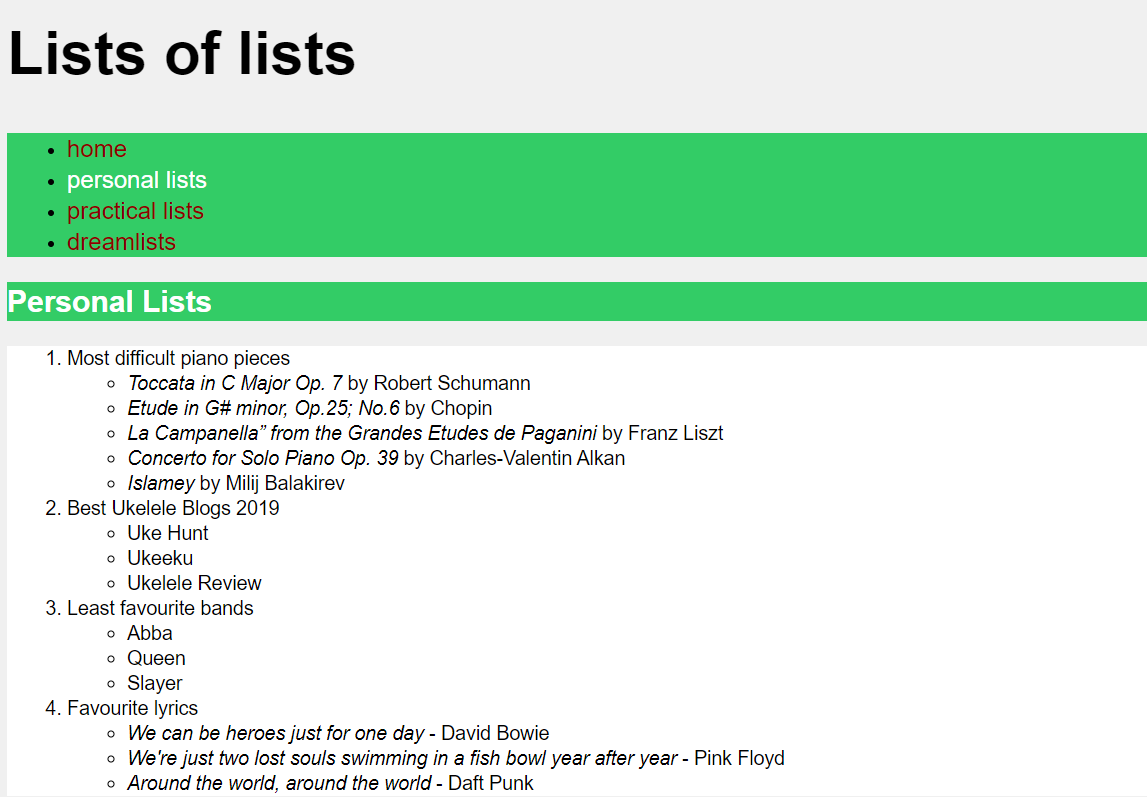 Lists of lists
home
personal lists
practical lists
dreamlists
Personal Lists
1. Most difficult piano pieces
Toccata in C Major Op. 7 by Robert Schumann
Etude in G# minor, Op.25; No.6 by Chopin
La Campanella” from the Grandes Etudes de Paganini by Franz Liszt
Concerto for Solo Piano Op. 39 by Charles-Valentin Alkan
Islamey by Milij Balakirev
2. Best Ukelele Blogs 2019
Uke Hunt
Ukeeku
Ukelele Review
3. Least favourite bands
Abba
Queen
Slayer
4. Favourite lyrics
We can be heroes just for one day - David Bowie
We're just two lost souls swimming in a fish bowl year after year - Pink Floyd
Around the world, around the world - Daft Punk